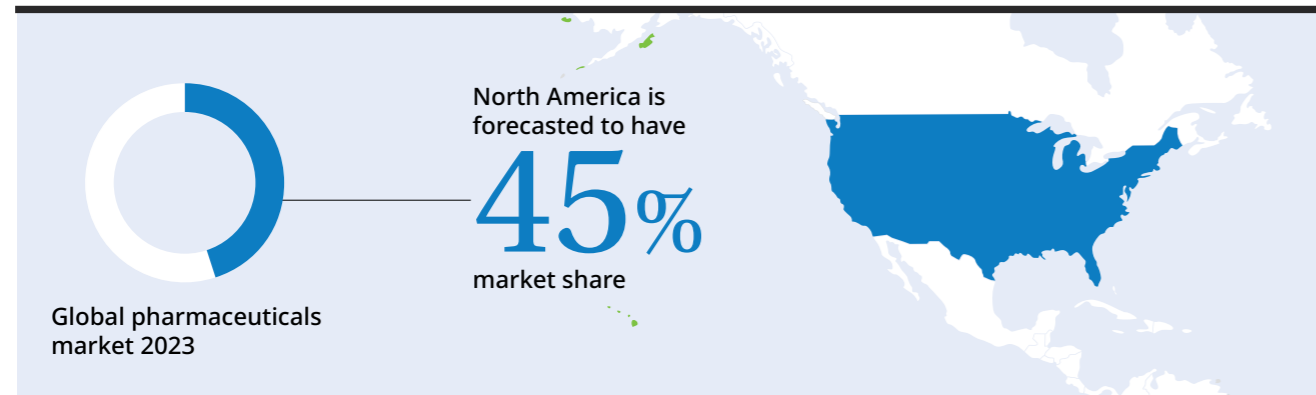 North America is
forecasted to have
45%
market share
Global pharmaceuticals
market 2023